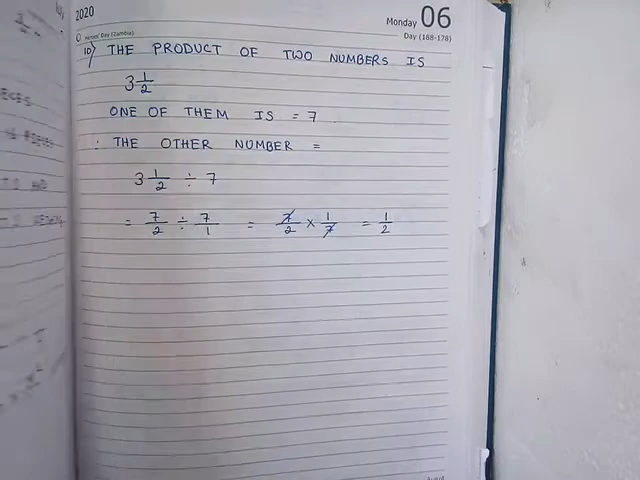 2020
Monday 06
Heroes' Day (Zambia)
Day (188-178)
10) THE PRODUCT OF TWO NUMBERS IS
3 1/2
ONE OF THEM IS = 7
∴ THE OTHER NUMBER =
3 1/2 ÷ 7
= 7/2 ÷ 7/1 = 7/2 × 1/7 = 1/2